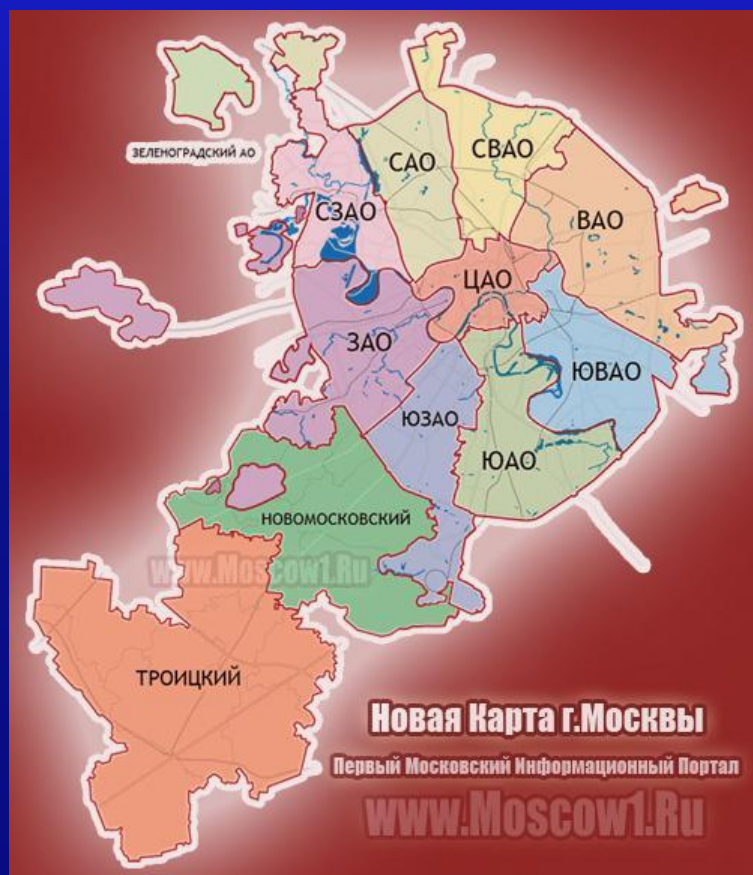 ЗЕЛЕНОГРАДСКИЙ АО
САО
СВАО
СЗАО
ВАО
ЦАО
ЗАО
ЮВАО
ЮЗАО
ЮАО
НОВОМОСКОВСКИЙ
www.Moscow1.Ru
ТРОИЦКИЙ
Новая Карта г.Москвы
Первый Московский Информационный Портал
www.Moscow1.Ru